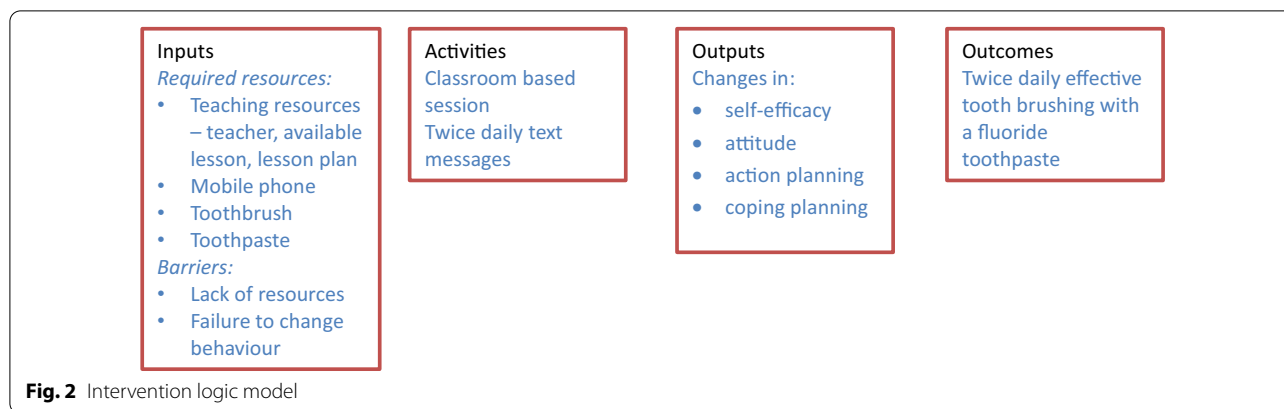 Inputs
Required resources:
• Teaching resources
– teacher, available
lesson, lesson plan
• Mobile phone
• Toothbrush
• Toothpaste
Barriers:
• Lack of resources
• Failure to change
behaviour
Activities
Classroom based
session
Twice daily text
messages
Outputs
Changes in:
• self-efficacy
• attitude
• action planning
• coping planning
Outcomes
Twice daily effective
tooth brushing with
a fluoride
toothpaste
Fig. 2 Intervention logic model